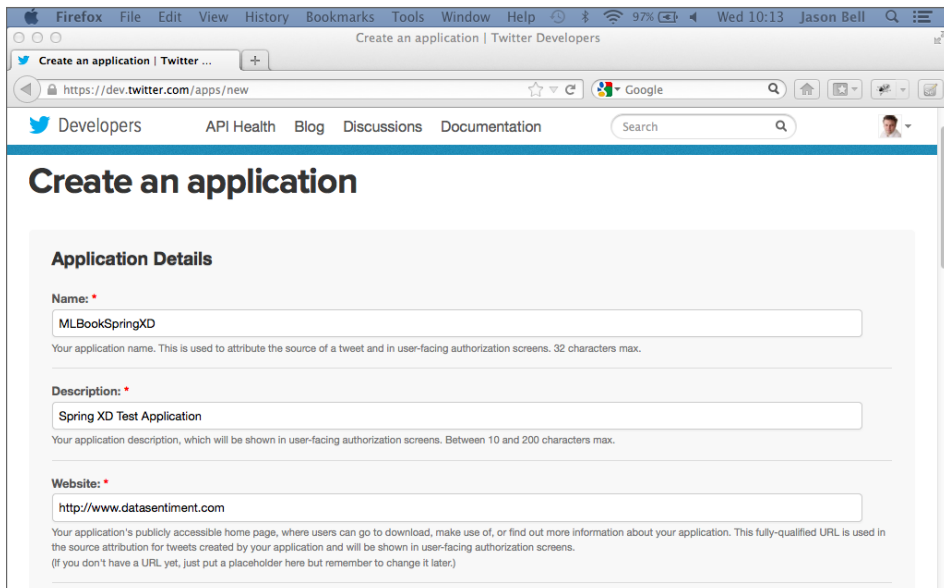 Firefox File Edit View History Bookmarks Tools Window Help 97% Wed 10:13 Jason Bell
Create an application | Twitter Developers
Create an application | Twitter ...
https://dev.twitter.com/apps/new Google
Developers API Health Blog Discussions Documentation Search
Create an application
Application Details
Name: *
MLBookSpringXD
Your application name. This is used to attribute the source of a tweet and in user-facing authorization screens. 32 characters max.
Description: *
Spring XD Test Application
Your application description, which will be shown in user-facing authorization screens. Between 10 and 200 characters max.
Website: *
http://www.datasentiment.com
Your application's publicly accessible home page, where users can go to download, make use of, or find out more information about your application. This fully-qualified URL is used in
the source attribution for tweets created by your application and will be shown in user-facing authorization screens.
(If you don't have a URL yet, just put a placeholder here but remember to change it later.)